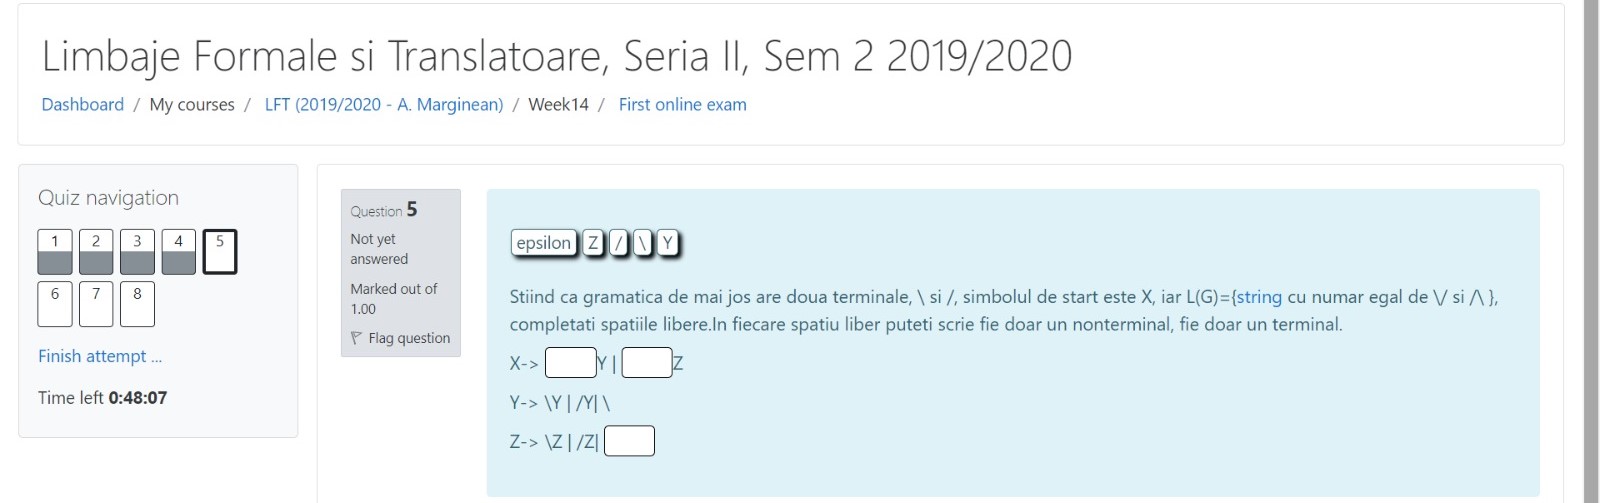 Limbaje Formale si Translatoare, Seria II, Sem 2 2019/2020
Dashboard / My courses / LFT (2019/2020 - A. Marginean) / Week14 / First online exam
Quiz navigation
1 2 3 4 5
6 7 8
Finish attempt ...
Time left 0:48:07
Question 5
Not yet
answered
Marked out of
1.00
Flag question
epsilon Z / \ Y
Stiind ca gramatica de mai jos are doua terminale, \ si /, simbolul de start este X, iar L(G)={string cu numar egal de \/ si /\ },
completati spatiile libere.In fiecare spatiu liber puteti scrie fie doar un nonterminal, fie doar un terminal.
X-> Y | Z
Y-> \Y | /Y| \
Z-> \Z | /Z|